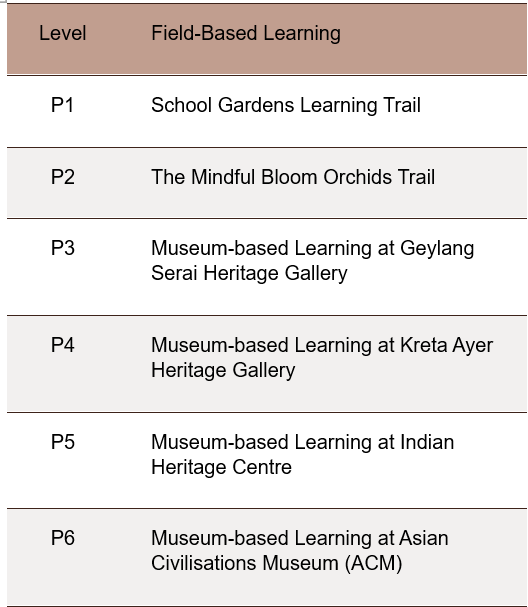 Level Field-Based Learning
P1 School Gardens Learning Trail
P2 The Mindful Bloom Orchids Trail
P3 Museum-based Learning at Geylang
Serai Heritage Gallery
P4 Museum-based Learning at Kreta Ayer
Heritage Gallery
P5 Museum-based Learning at Indian
Heritage Centre
P6 Museum-based Learning at Asian
Civilisations Museum (ACM)